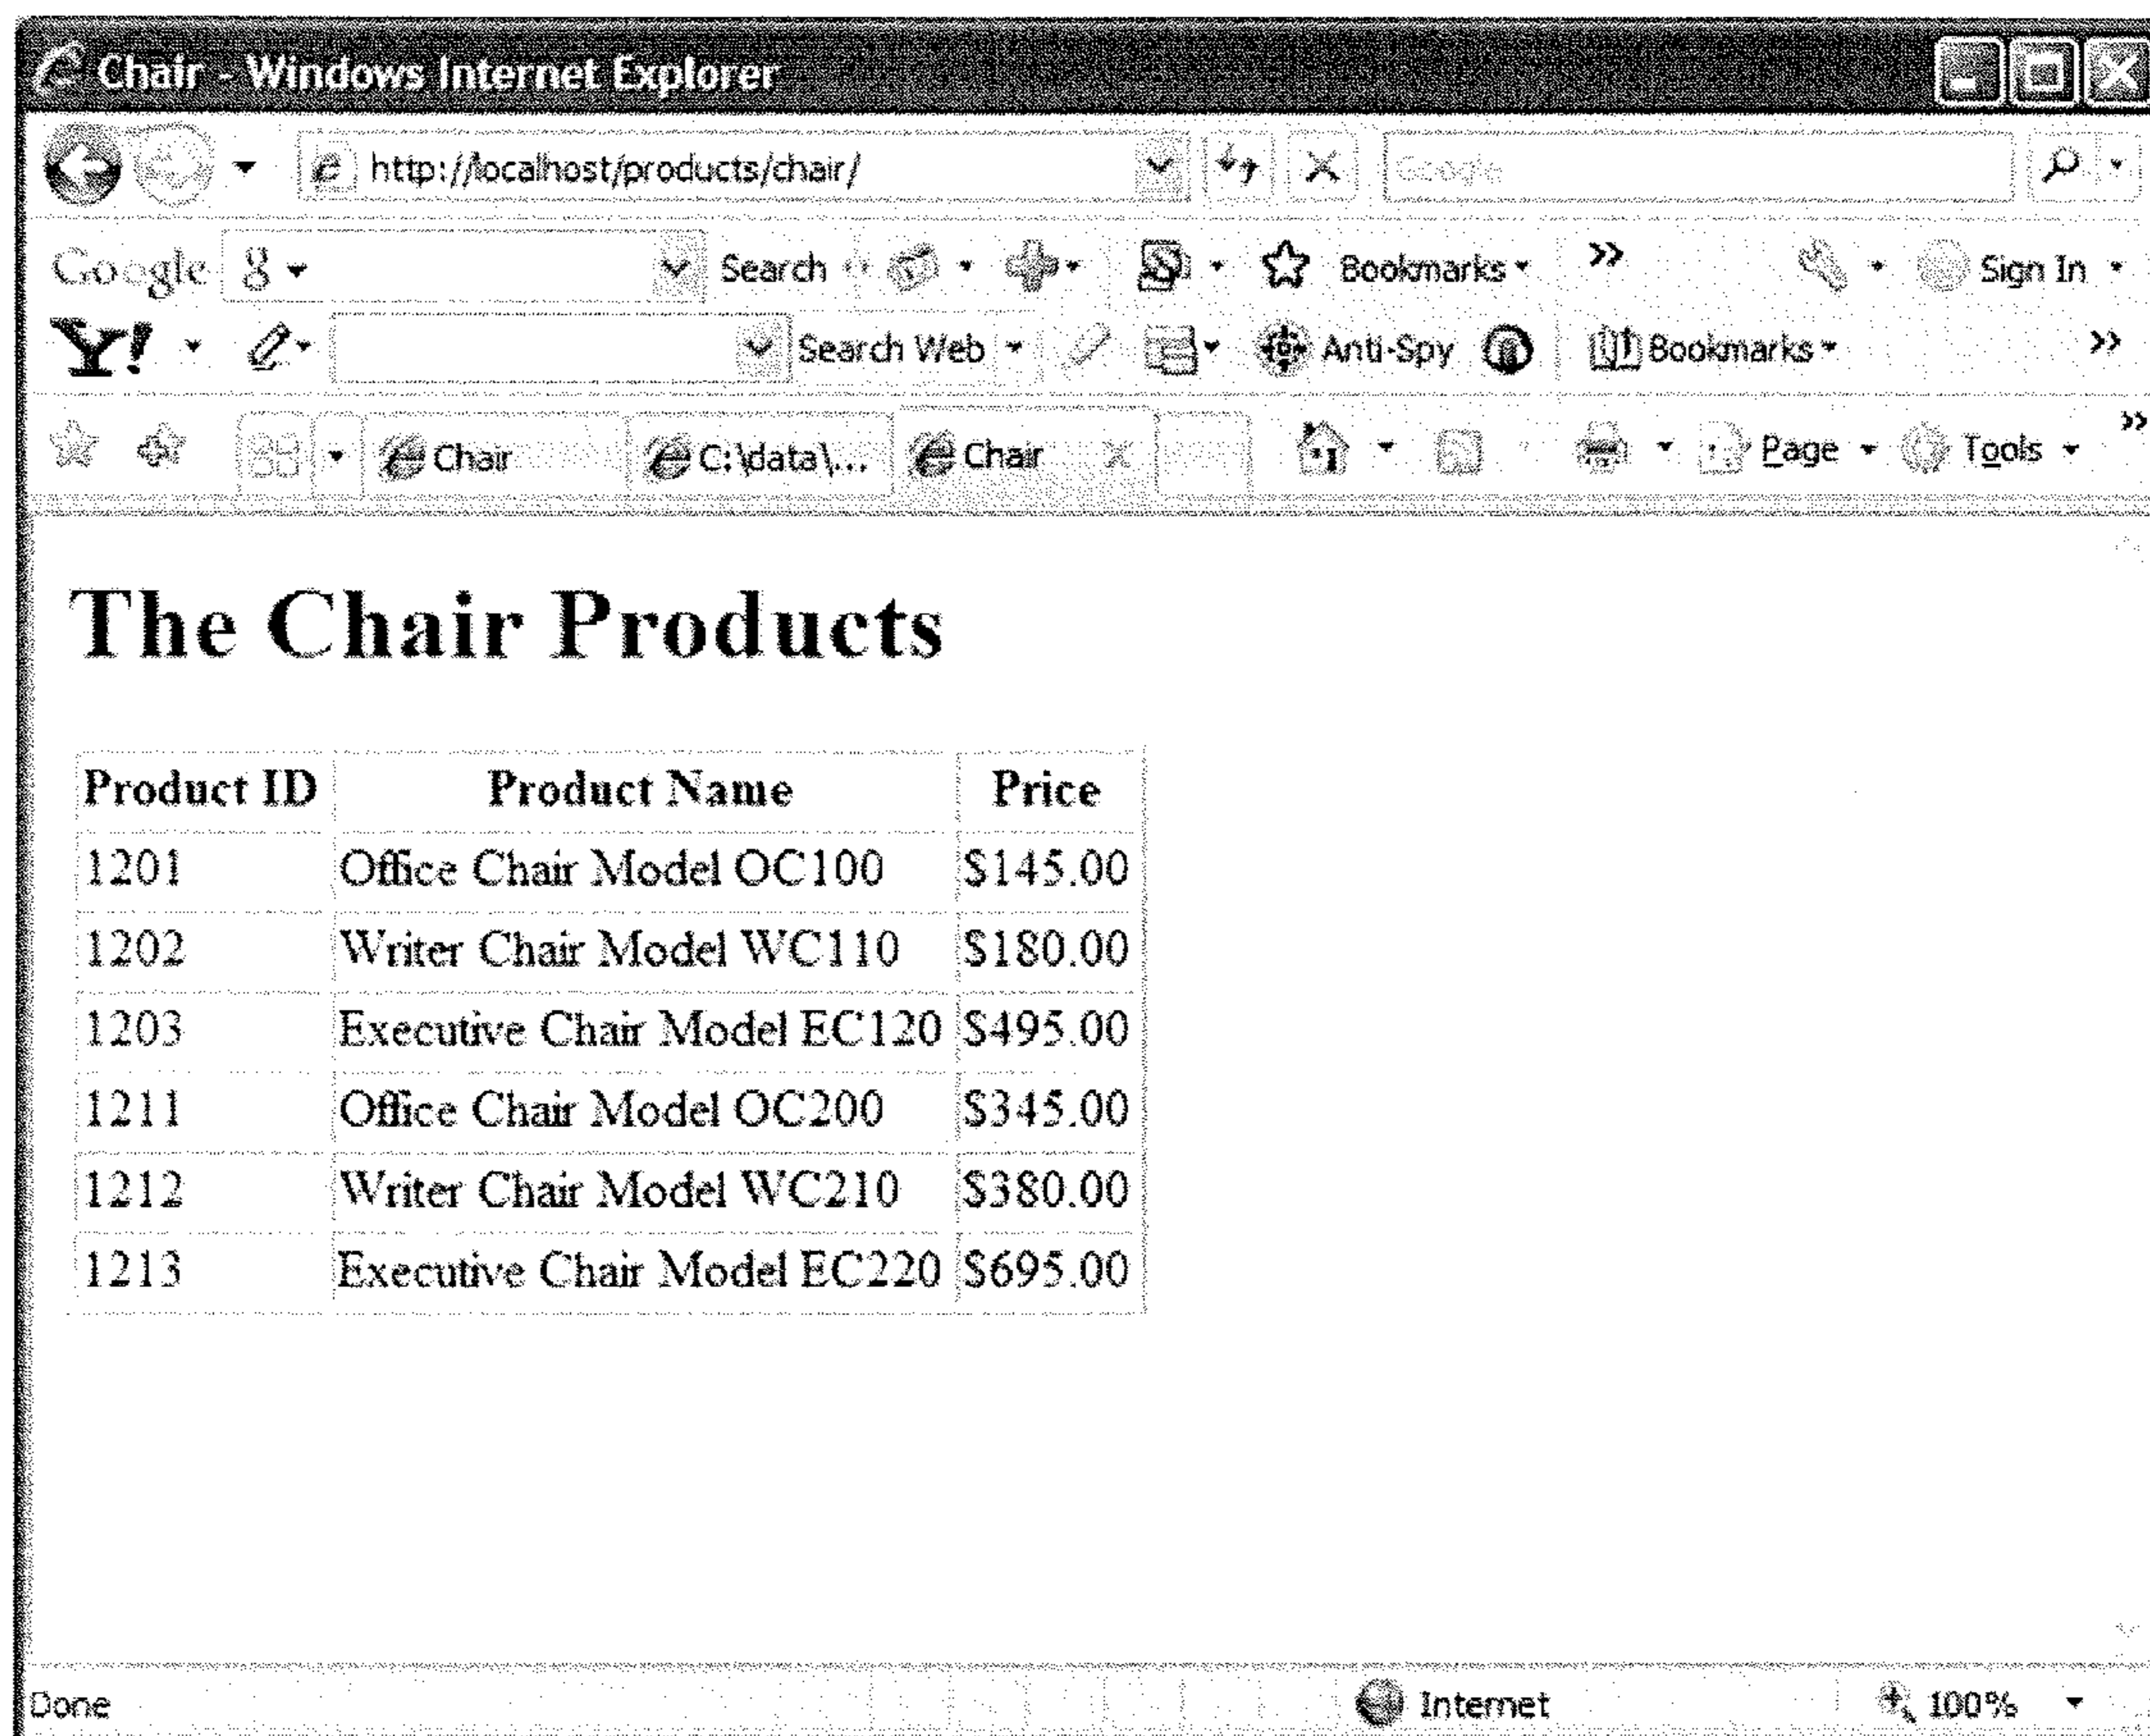 Chair - Windows Internet Explorer
http://localhost/products/chair/ Google
Google g Search Bookmarks » Sign In
Y! Search Web Anti-Spy Bookmarks »
Chair C:\data\... Chair Page Tools »
The Chair Products
Product ID Product Name Price
1201 Office Chair Model OC100 $145.00
1202 Writer Chair Model WC110 $180.00
1203 Executive Chair Model EC120 $495.00
1211 Office Chair Model OC200 $345.00
1212 Writer Chair Model WC210 $380.00
1213 Executive Chair Model EC220 $695.00
Done Internet 100%